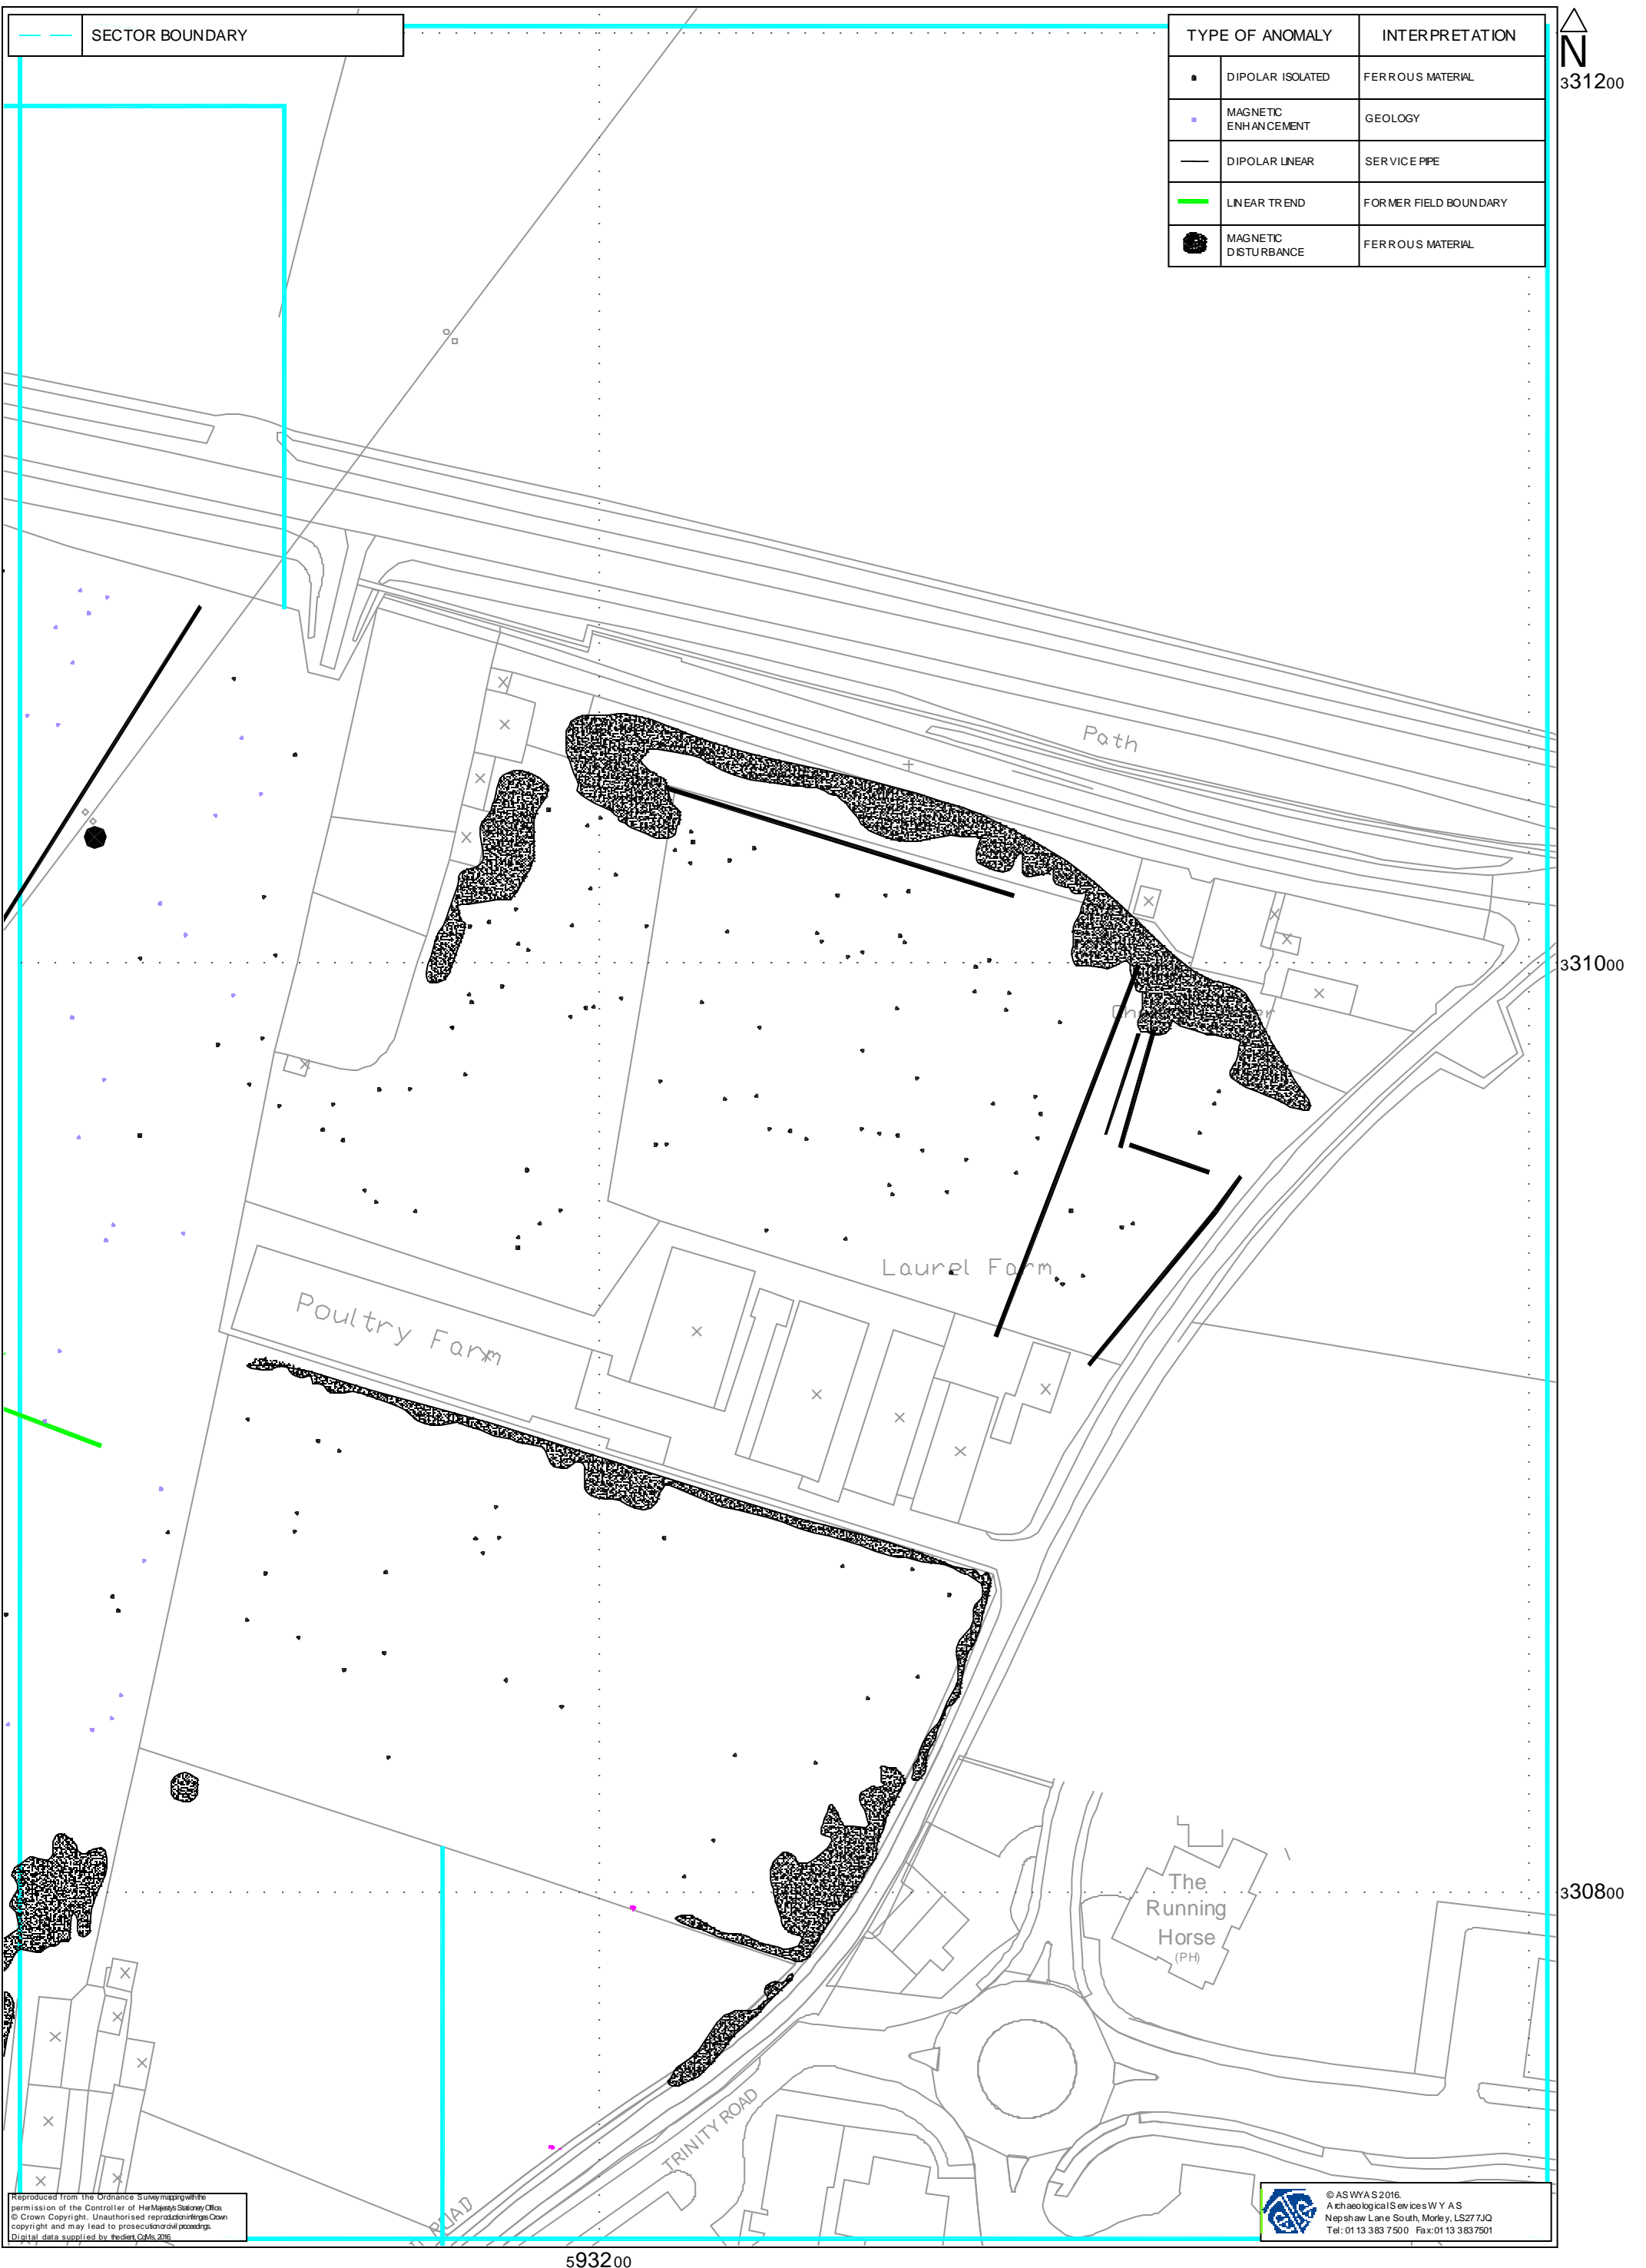 SECTOR BOUNDARY
TYPE OF ANOMALY INTERPRETATION
DIPOLAR ISOLATED FERROUS MATERIAL
MAGNETIC ENHANCEMENT GEOLOGY
DIPOLAR LINEAR SERVICE PIPE
LINEAR TREND FORMER FIELD BOUNDARY
MAGNETIC DISTURBANCE FERROUS MATERIAL
N
331200
Path
331000
Laurel Farm
Poultry Farm
The
Running
Horse
(PH)
330800
TRINITY ROAD
ROAD
Reproduced from the Ordnance Survey mapping with the
permission of the Controller of Her Majesty's Stationery Office.
© Crown Copyright. Unauthorised reproduction infringes Crown
copyright and may lead to prosecution or civil proceedings.
Digital data supplied by the client, CgMs, 2016.
© ASWYAS 2016.
Archaeological Services W Y A S
Nepshaw Lane South, Morley, LS27 7JQ
Tel: 0113 383 7500 Fax: 0113 3837501
593200